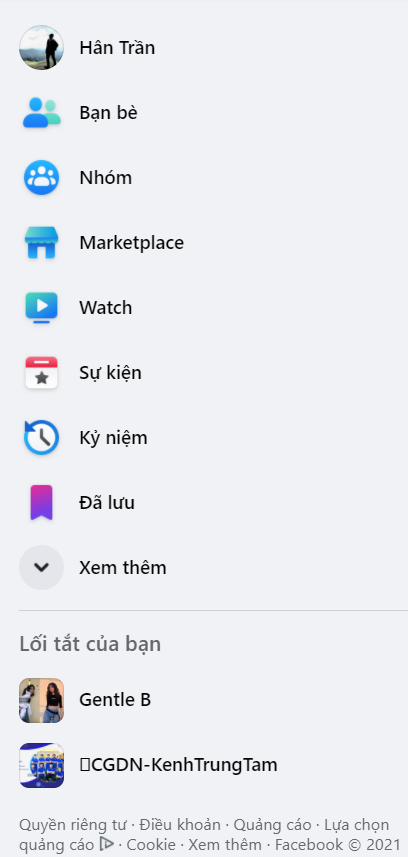 Hân Trần
Bạn bè
Nhóm
Marketplace
Watch
Sự kiện
Kỷ niệm
Đã lưu
Xem thêm
Lối tắt của bạn
Gentle B
▯CGDN-KenhTrungTam
Quyền riêng tư · Điều khoản · Quảng cáo · Lựa chọn
quảng cáo · Cookie · Xem thêm · Facebook © 2021